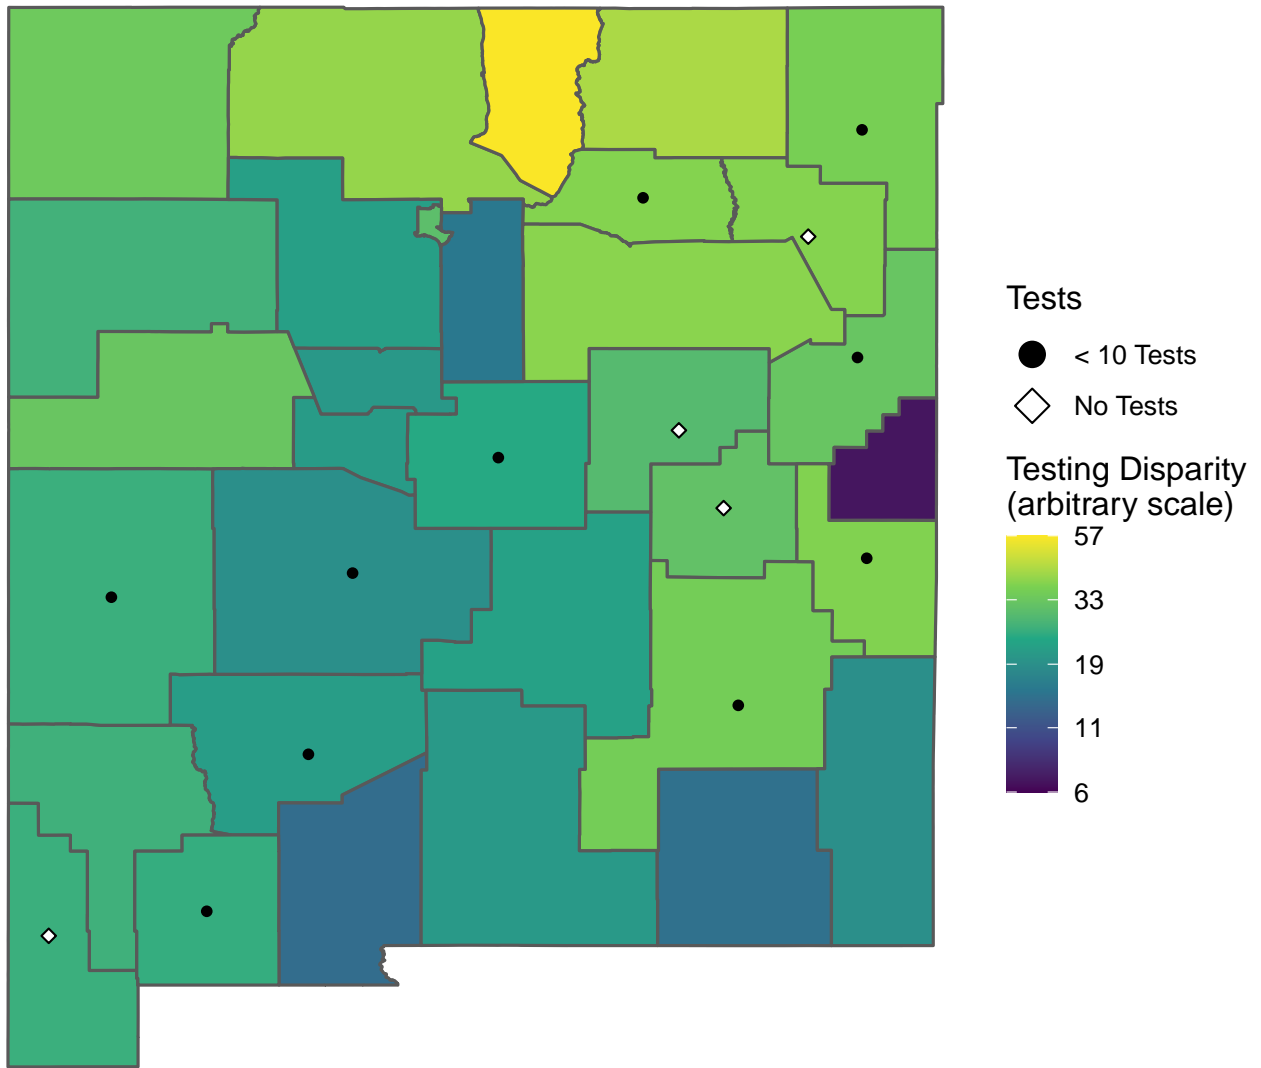 Tests
< 10 Tests
No Tests
Testing Disparity
(arbitrary scale)
57
33
19
11
6